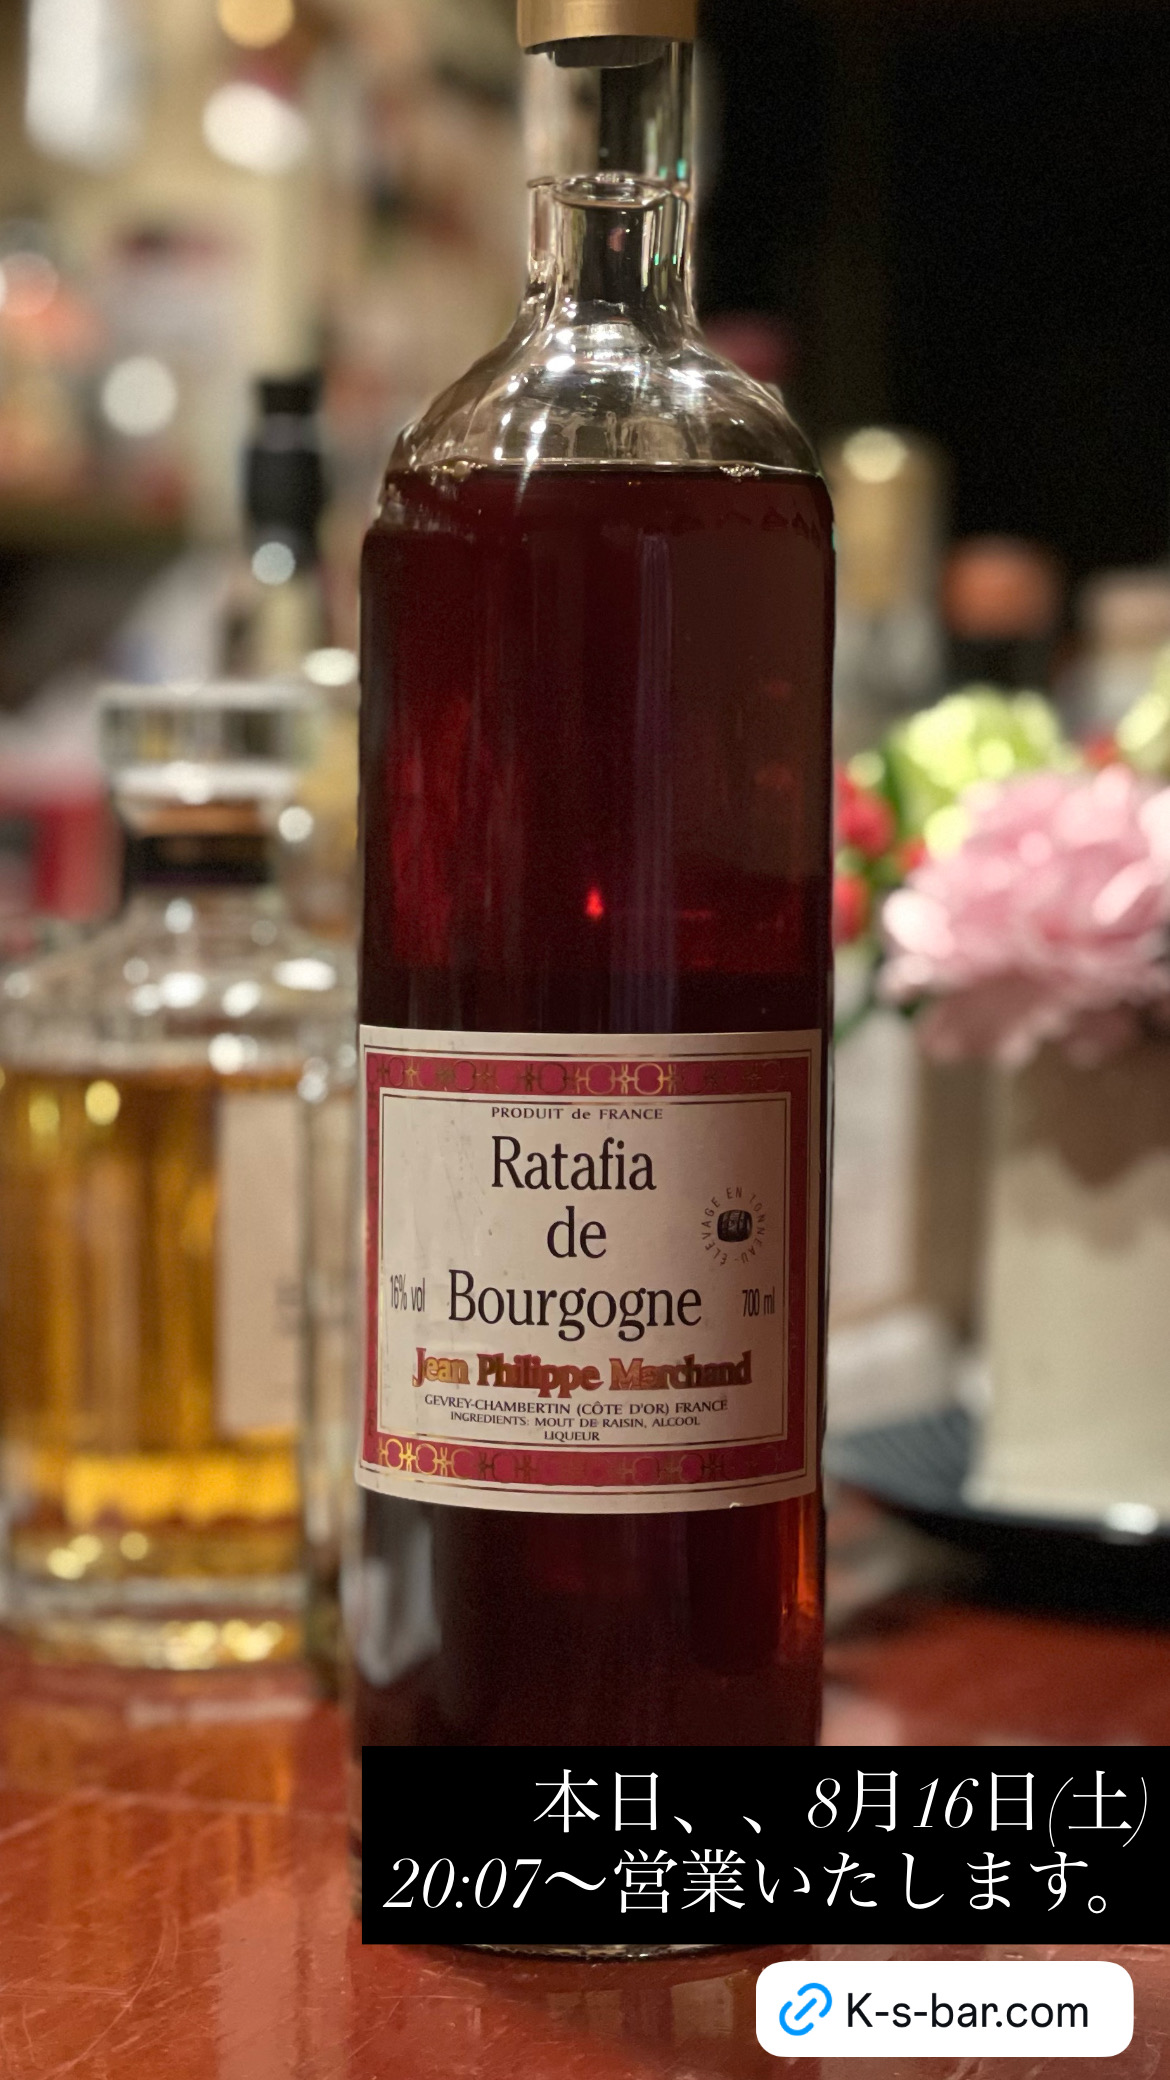 PRODUIT de FRANCE
Ratafia
de
Bourgogne
16% vol
700 ml
ELEVAGE EN TONNEAU
Jean Philippe Marchand
GEVREY-CHAMBERTIN (CÔTE D'OR) FRANCE
INGREDIENTS: MOUT DE RAISIN, ALCOOL
LIQUEUR
本日、、8月16日(土)
20:07〜営業いたします。
K-s-bar.com